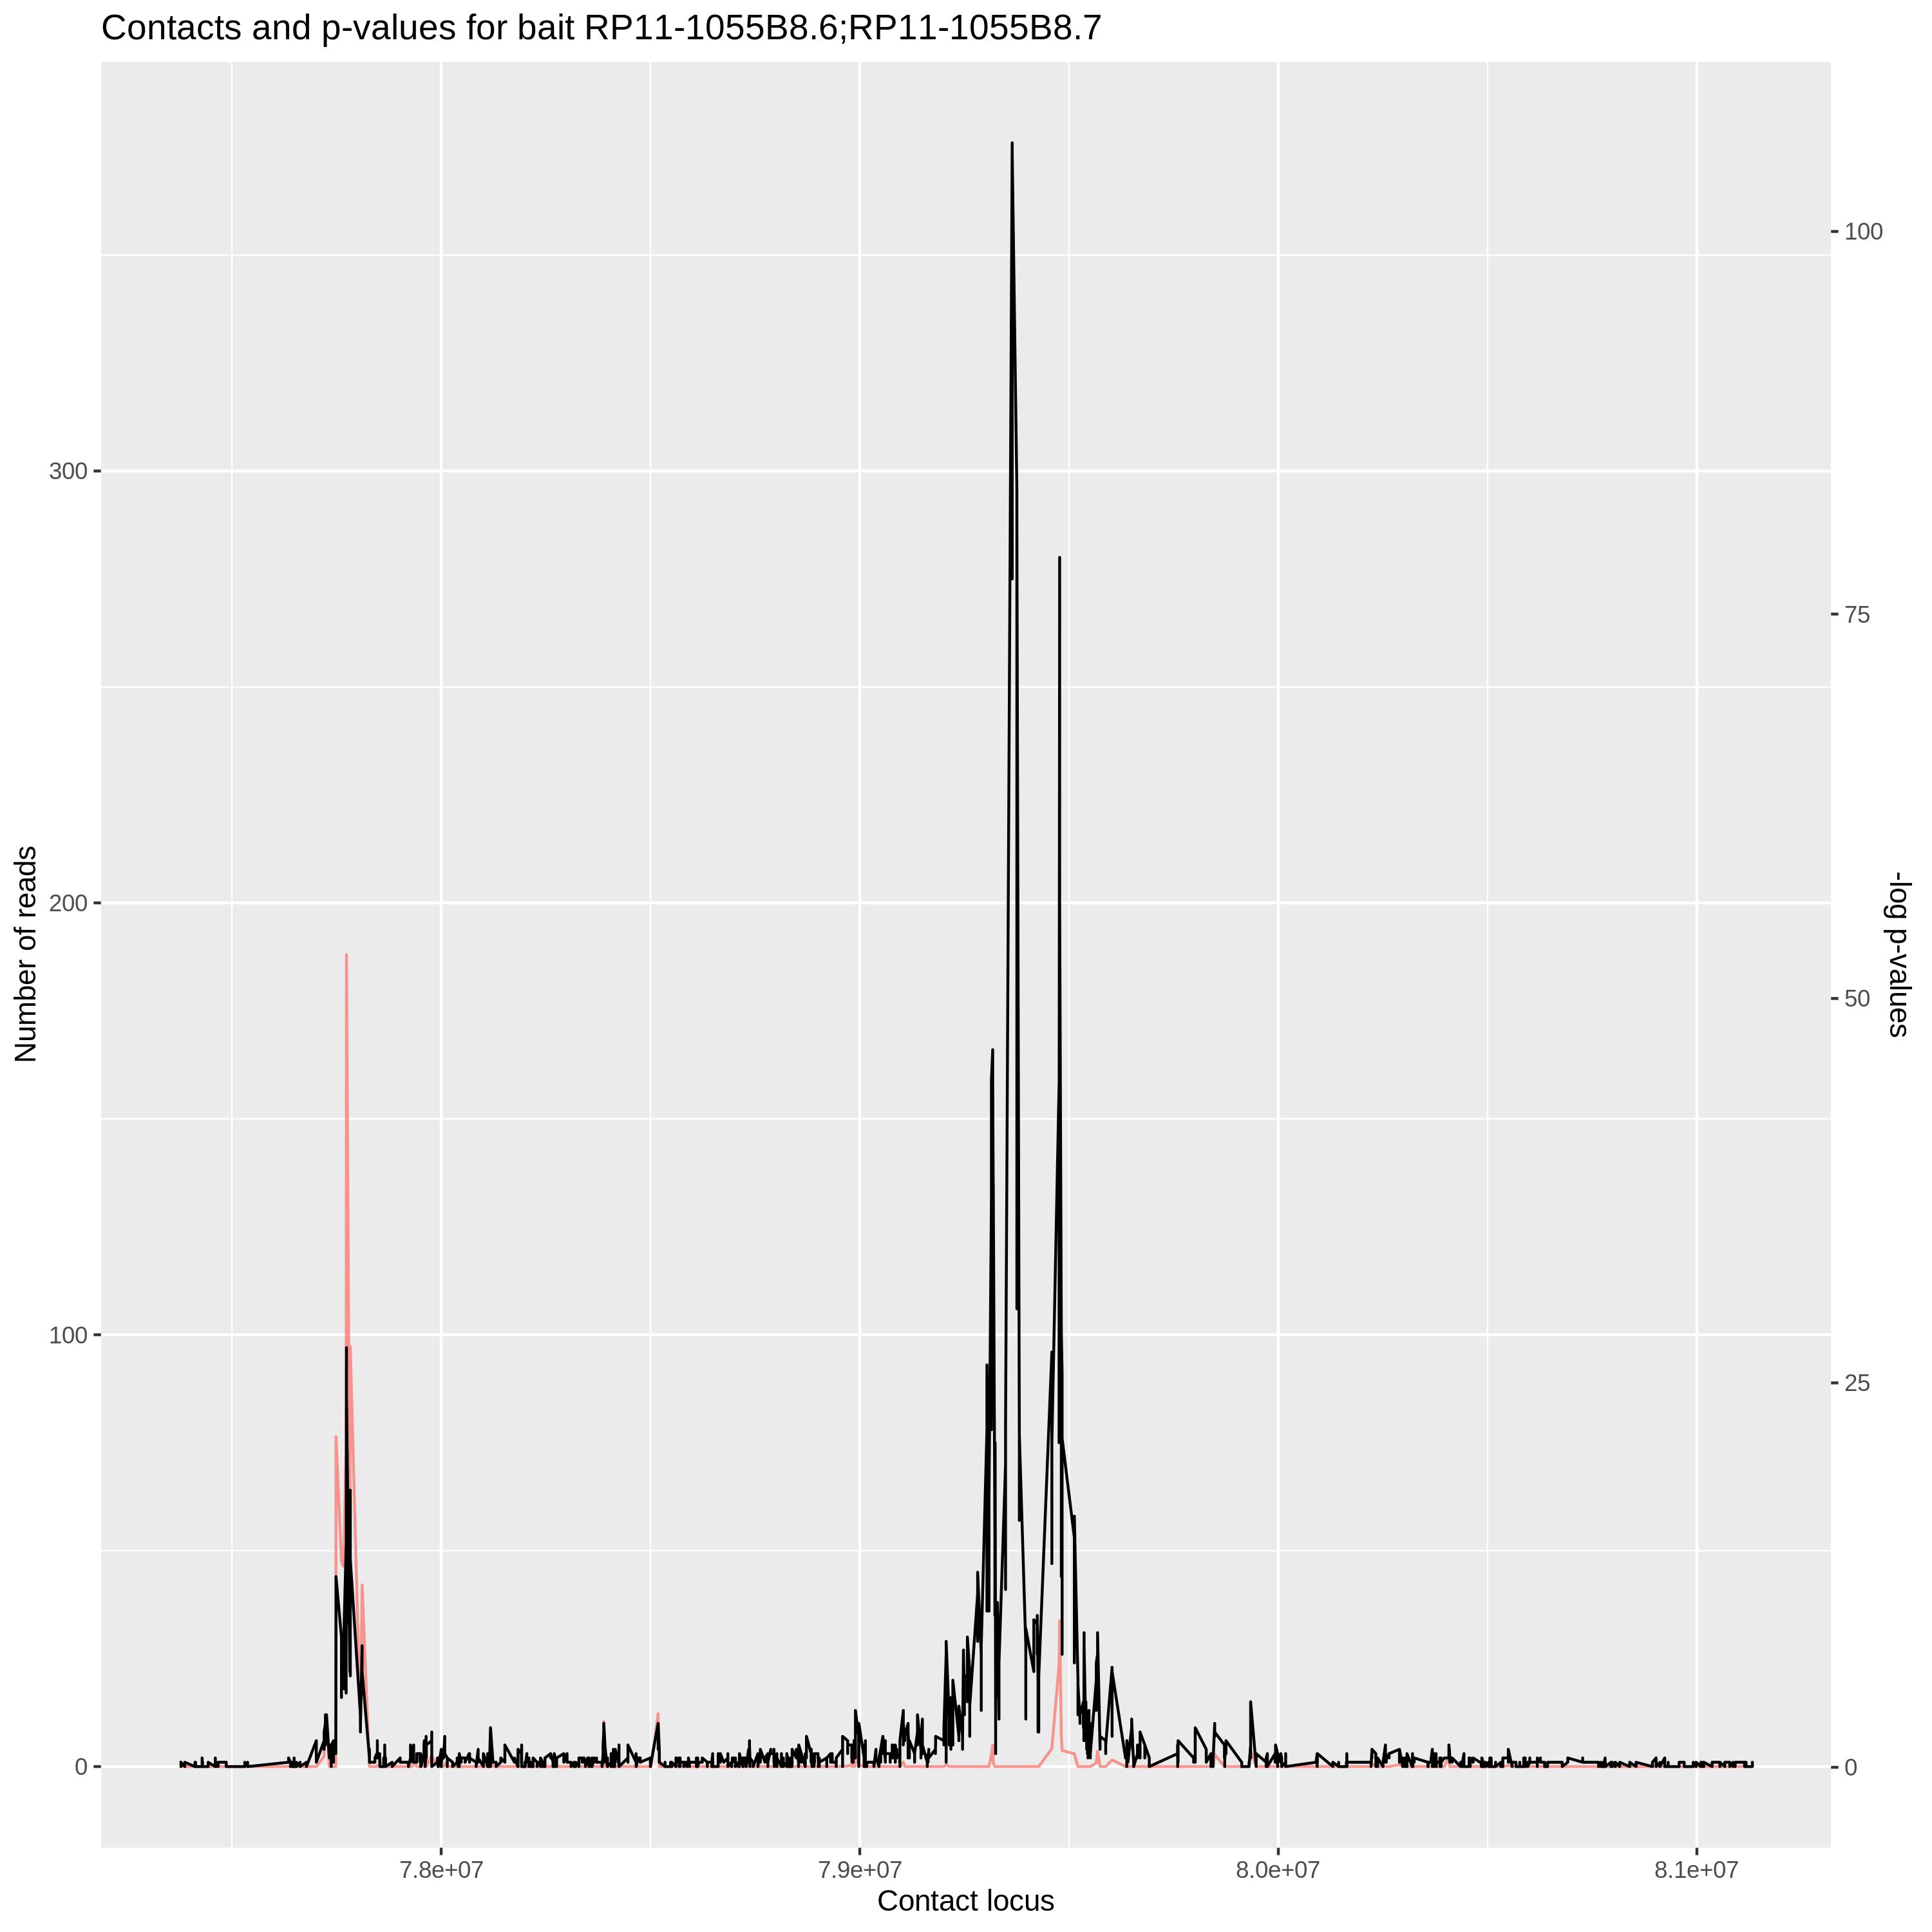 Contacts and p-values for bait RP11-1055B8.6;RP11-1055B8.7
Number of reads
300
200
100
0
100
75
50
25
0
-log p-values
7.8e+07
7.9e+07
8.0e+07
8.1e+07
Contact locus